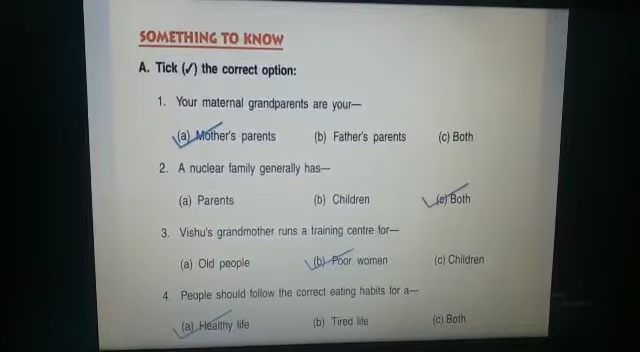 SOMETHING TO KNOW
A. Tick (✓) the correct option:
1. Your maternal grandparents are your—
(a) Mother's parents (b) Father's parents (c) Both
2. A nuclear family generally has—
(a) Parents (b) Children (c) Both
3. Vishu's grandmother runs a training centre for—
(a) Old people (b) Poor women (c) Children
4. People should follow the correct eating habits for a—
(a) Healthy life (b) Tired life (c) Both